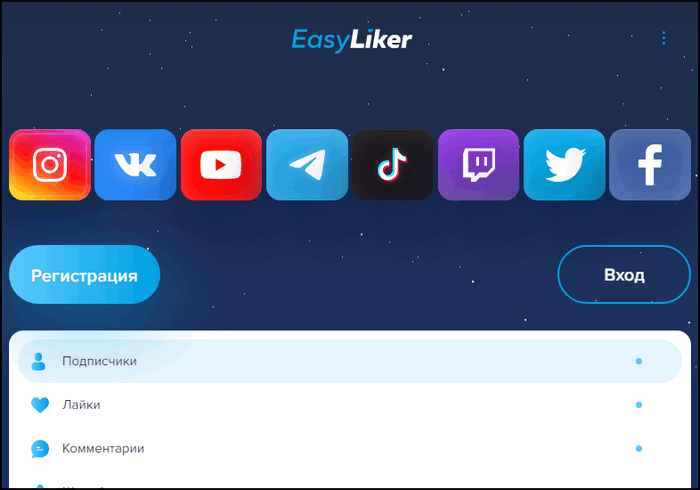 EasyLiker
Регистрация
Вход
Подписчики
Лайки
Комментарии